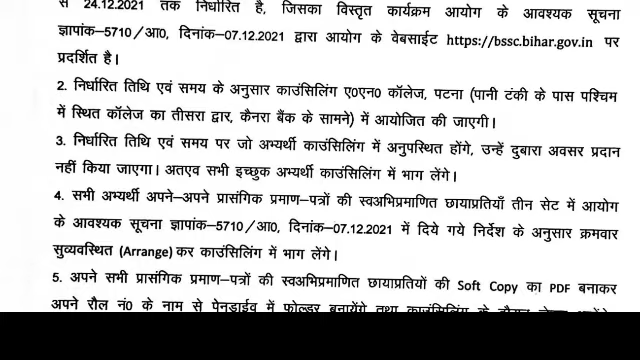 से 24.12.2021 तक निर्धारित है, जिसका विस्तृत कार्यक्रम आयोग के आवश्यक सूचना
ज्ञापांक–5710/आ0, दिनांक–07.12.2021 द्वारा आयोग के वेबसाईट https://bssc.bihar.gov.in पर
प्रदर्शित है।
2. निर्धारित तिथि एवं समय के अनुसार काउंसिलिंग ए०एन० कॉलेज, पटना (पानी टंकी के पास पश्चिम
में स्थित कॉलेज का तीसरा द्वार, कैनरा बैंक के सामने) में आयोजित की जाएगी।
3. निर्धारित तिथि एवं समय पर जो अभ्यर्थी काउंसिलिंग में अनुपस्थित होंगे, उन्हें दुबारा अवसर प्रदान
नहीं किया जाएगा। अतएव सभी इच्छुक अभ्यर्थी काउंसिलिंग में भाग लेंगे।
4. सभी अभ्यर्थी अपने–अपने प्रासंगिक प्रमाण–पत्रों की स्वअभिप्रमाणित छायाप्रतियाँ तीन सेट में आयोग
के आवश्यक सूचना ज्ञापांक–5710/आ0, दिनांक–07.12.2021 में दिये गये निर्देश के अनुसार क्रमवार
सुव्यवस्थित (Arrange) कर काउंसिलिंग में भाग लेंगे।
5. अपने सभी प्रासंगिक प्रमाण–पत्रों की स्वअभिप्रमाणित छायाप्रतियों की Soft Copy का PDF बनाकर
अपने रौल नं0 के नाम से पेनड्राईव में फोल्डर बनायेंगे तथा काउंसिलिंग के दौरान